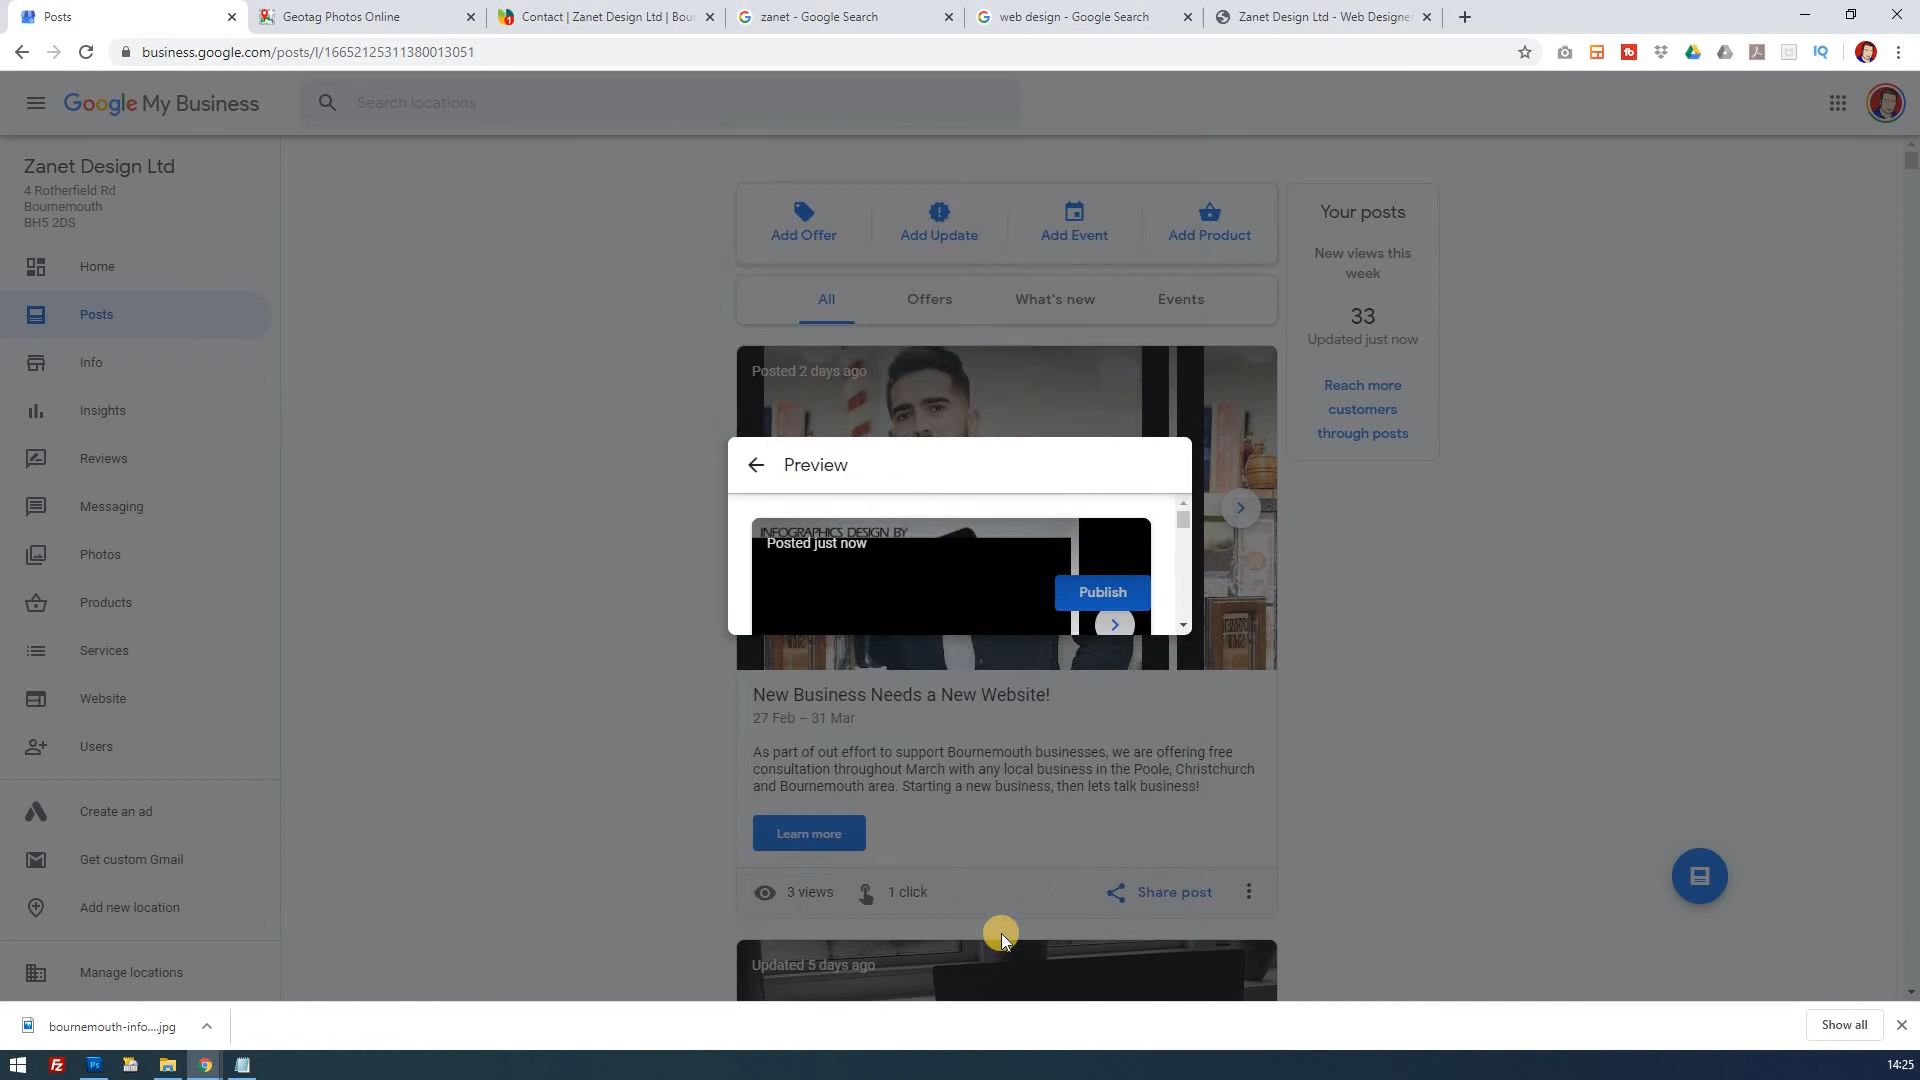 Posts
Geotag Photos Online
Contact | Zanet Design Ltd | Bou
zanet - Google Search
web design - Google Search
Zanet Design Ltd - Web Designe
business.google.com/posts/l/16652125311380013051
Google My Business
Search locations
Zanet Design Ltd
4 Rotherfield Rd
Bournemouth
BH5 2DS
Home
Posts
Info
Insights
Reviews
Messaging
Photos
Products
Services
Website
Users
Create an ad
Get custom Gmail
Add new location
Manage locations
Add Offer
Add Update
Add Event
Add Product
All
Offers
What's new
Events
Your posts
New views this
week
33
Updated just now
Reach more
customers
through posts
Posted 2 days ago
Preview
INFOGRAPHICS DESIGN BY
Posted just now
Publish
New Business Needs a New Website!
27 Feb – 31 Mar
As part of out effort to support Bournemouth businesses, we are offering free
consultation throughout March with any local business in the Poole, Christchurch
and Bournemouth area. Starting a new business, then lets talk business!
Learn more
3 views
1 click
Share post
Updated 5 days ago
bournemouth-info....jpg
Show all
14:25